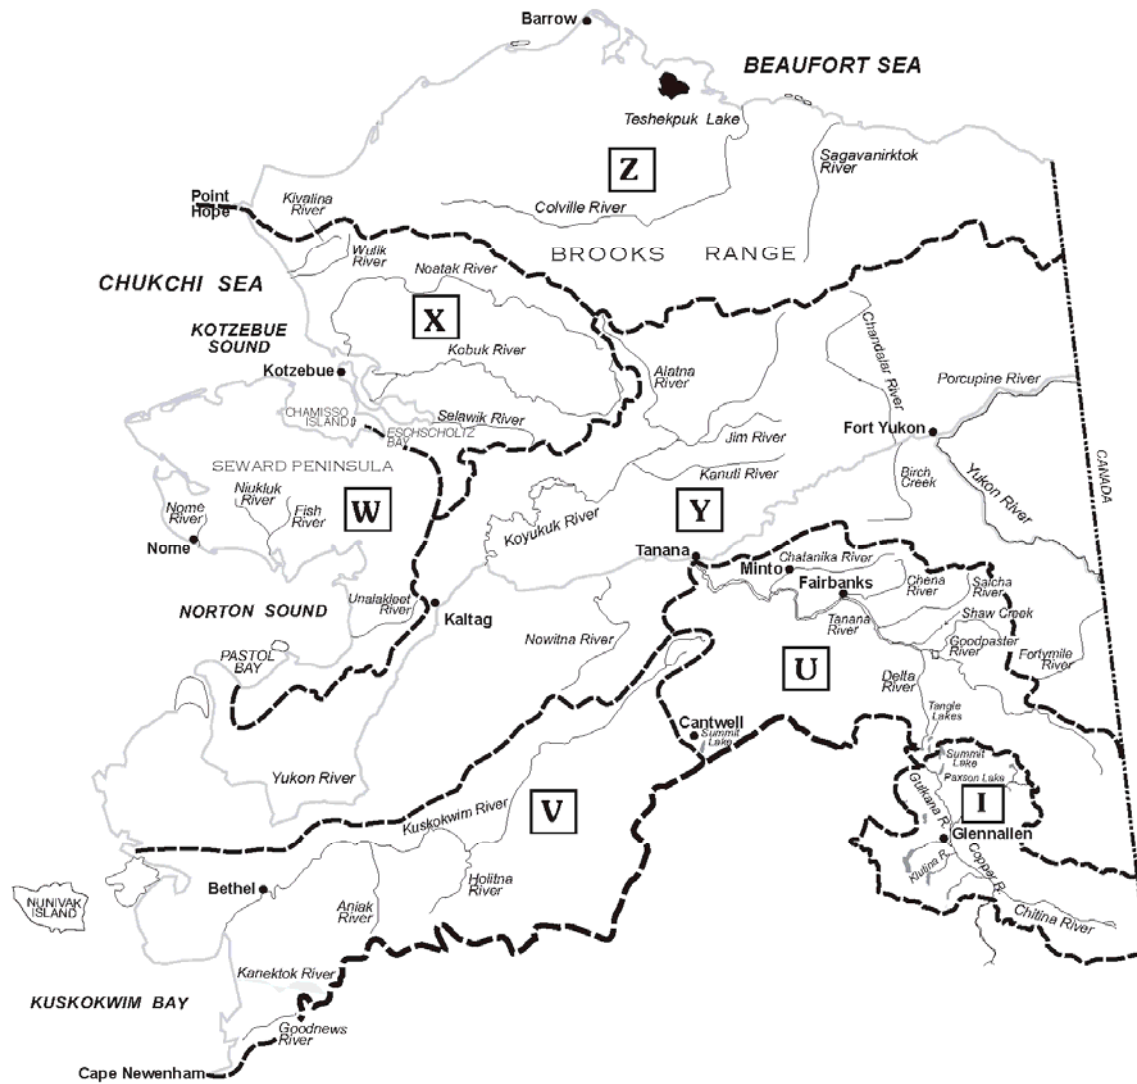 Barrow
BEAUFORT SEA
Teshekpuk Lake
Z
Sagavanirktok
River
Point
Hope
Kivalina
River
Colville River
Wulik
River
BROOKS RANGE
Noatak River
CHUKCHI SEA
X
KOTZEBUE
SOUND
Kobuk River
Chandalar River
Kotzebue
Alatna
River
Porcupine River
CHAMISSO
ISLAND
Selawik River
ESCHSCHOLTZ
BAY
Jim River
Fort Yukon
SEWARD PENINSULA
Kanuti River
Birch
Creek
CANADA
Yukon River
Niukluk
River
Nome
River
Fish
River
W
Koyukuk River
Y
Nome
Tanana
Chatanika River
Minto
Fairbanks
Chena
River
Salcha
River
Unalakleet
River
NORTON SOUND
Kaltag
Tanana
River
Shaw Creek
Nowitna River
Goodpaster
River
PASTOL
BAY
U
Fortymile
River
Delta
River
Tangle
Lakes
Cantwell
Summit
Lake
Summit
Lake
Yukon River
Paxson Lake
Gulkana R.
Kuskokwim River
V
I
Glennallen
Klutina R.
Copper R.
Bethel
Holitna
River
NUNIVAK
ISLAND
Aniak
River
Chitina River
Kanektok River
KUSKOKWIM BAY
Goodnews
River
Cape Newenham